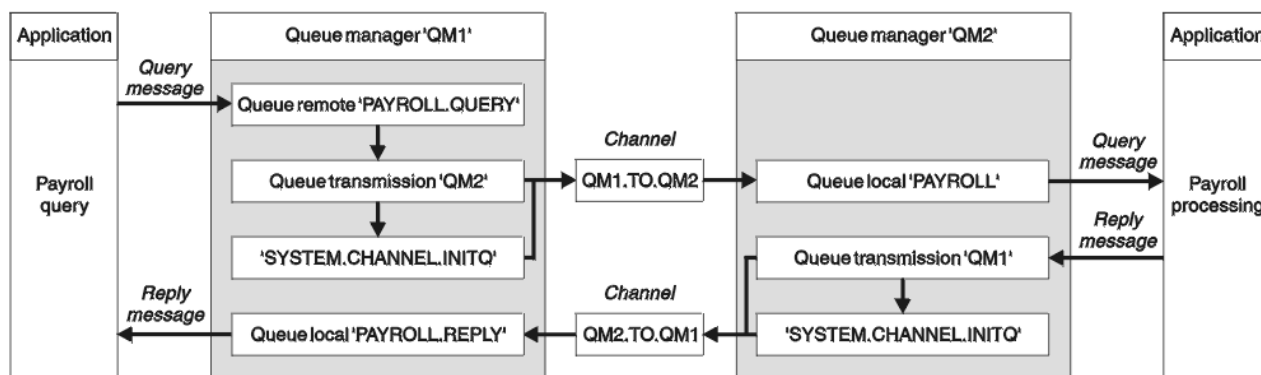 Application
Queue manager 'QM1'
Queue manager 'QM2'
Application
Query
message
Queue remote 'PAYROLL.QUERY'
Channel
Query
message
Payroll
query
Queue transmission 'QM2'
QM1.TO.QM2
Queue local 'PAYROLL'
Payroll
processing
Reply
message
'SYSTEM.CHANNEL.INITQ'
Queue transmission 'QM1'
Reply
message
Channel
Queue local 'PAYROLL.REPLY'
QM2.TO.QM1
'SYSTEM.CHANNEL.INITQ'